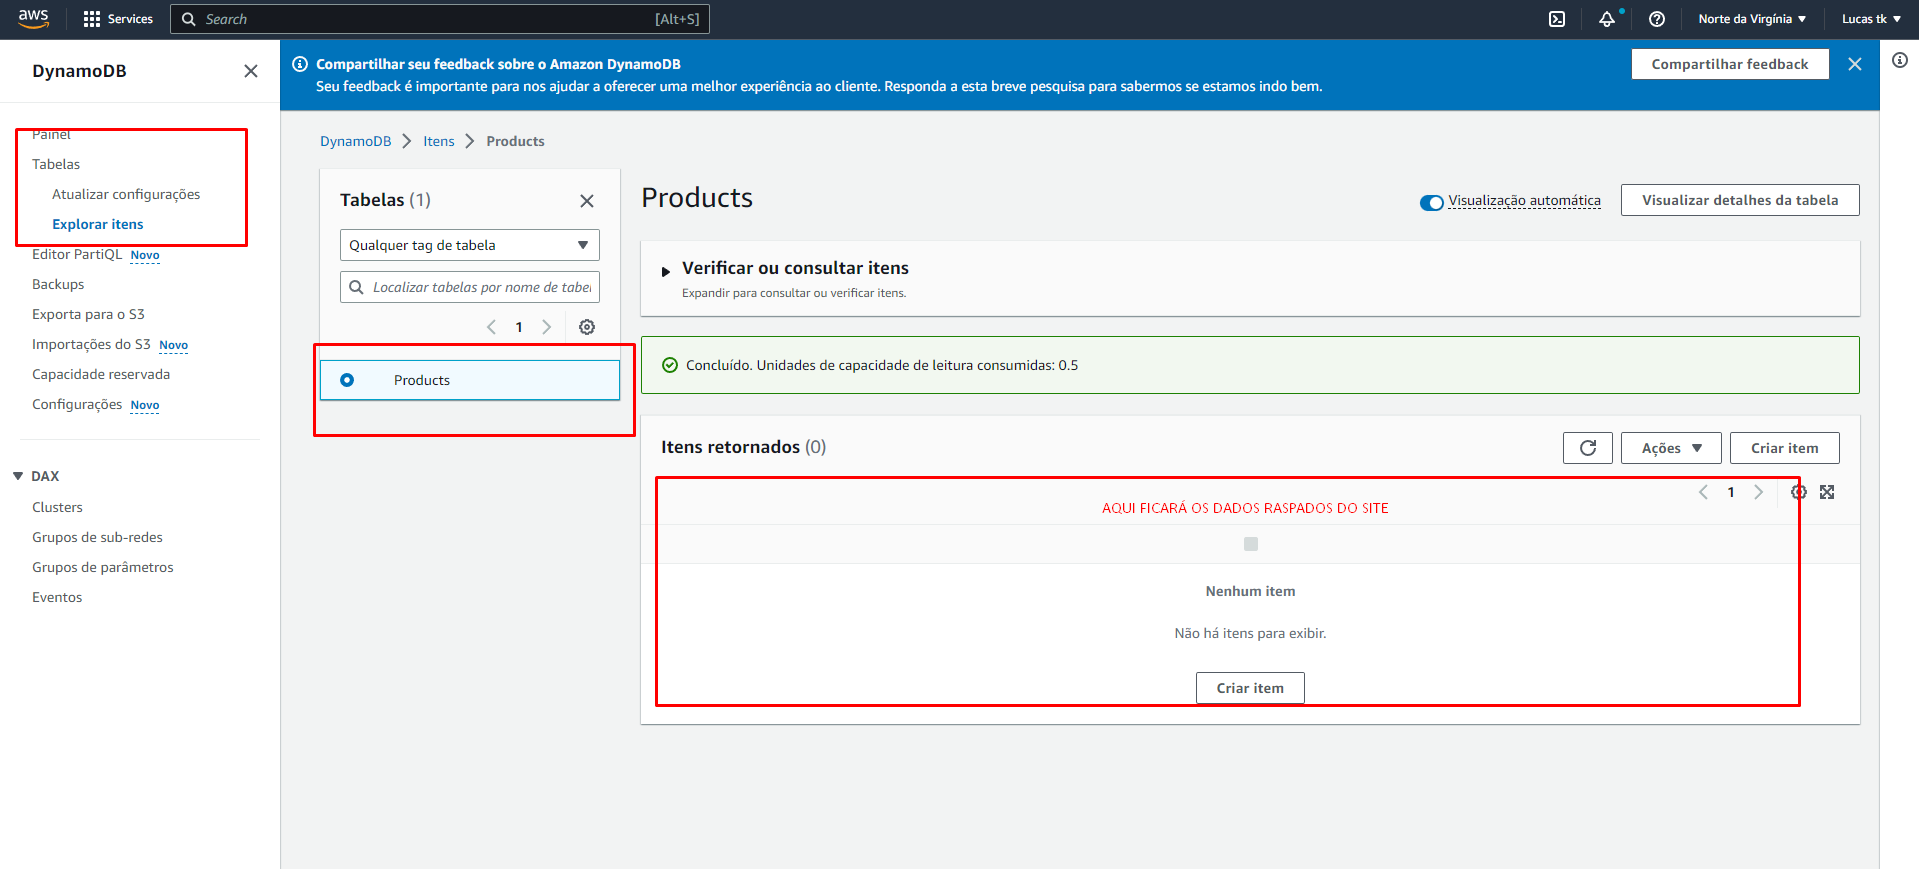 aws
Services
Search
[Alt+S]
Norte da Virgínia
Lucas tk
DynamoDB
Painel
Tabelas
Atualizar configurações
Explorar itens
Editor PartiQL Novo
Backups
Exporta para o S3
Importações do S3 Novo
Capacidade reservada
Configurações Novo
DAX
Clusters
Grupos de sub-redes
Grupos de parâmetros
Eventos
Compartilhar seu feedback sobre o Amazon DynamoDB
Seu feedback é importante para nos ajudar a oferecer uma melhor experiência ao cliente. Responda a esta breve pesquisa para sabermos se estamos indo bem.
Compartilhar feedback
DynamoDB
Itens
Products
Tabelas (1)
Qualquer tag de tabela
Localizar tabelas por nome de tabel
1
Products
Products
Visualização automática
Visualizar detalhes da tabela
Verificar ou consultar itens
Expandir para consultar ou verificar itens.
Concluído. Unidades de capacidade de leitura consumidas: 0.5
Itens retornados (0)
Ações
Criar item
1
AQUI FICARÁ OS DADOS RASPADOS DO SITE
Nenhum item
Não há itens para exibir.
Criar item